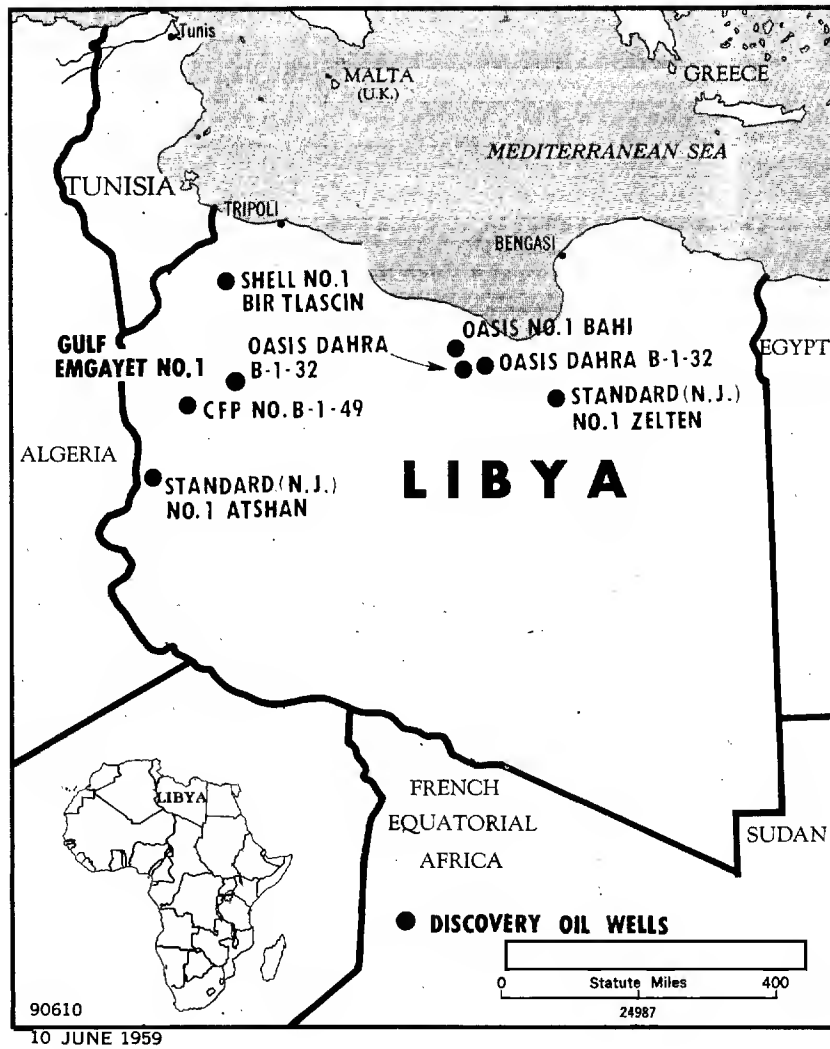 Tunis
MALTA
(U.K.)
GREECE
MEDITERRANEAN SEA
TUNISIA
TRIPOLI
BENGASI
SHELL NO.1
BIR TLASCIN
GULF
EMGAYET NO.1
OASIS DAHRA
B-1-32
OASIS NO.1 BAHI
OASIS DAHRA B-1-32
EGYPT
CFP NO. B-1-49
STANDARD (N.J.)
NO.1 ZELTEN
ALGERIA
STANDARD (N.J.)
NO.1 ATSHAN
LIBYA
FRENCH
EQUATORIAL
AFRICA
SUDAN
LIBYA
DISCOVERY OIL WELLS
0 Statute Miles 400
24987
90610
10 JUNE 1959